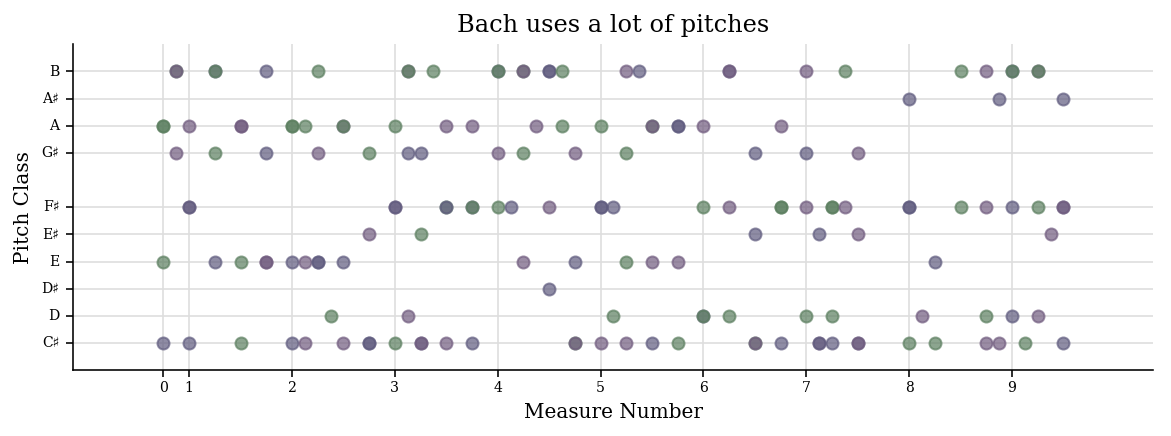 Bach uses a lot of pitches
Pitch Class
B
A♯
A
G♯
F♯
E♯
E
D♯
D
C♯
0 1 2 3 4 5 6 7 8 9
Measure Number